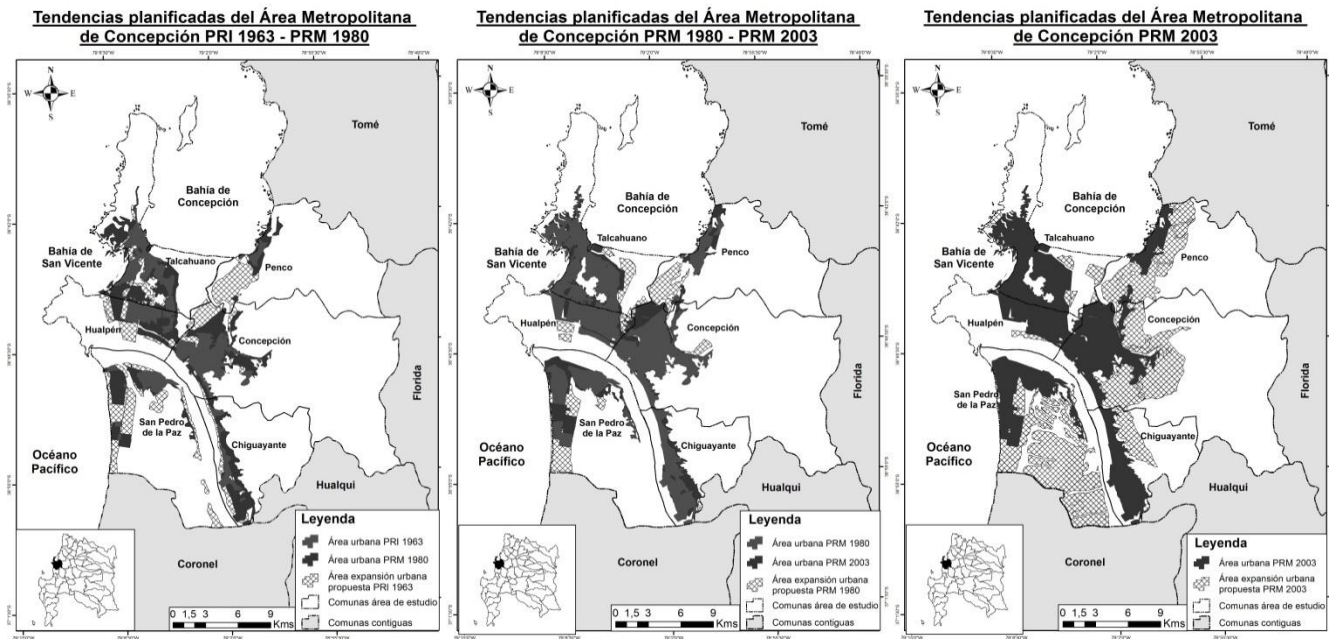 Tendencias planificadas del Área Metropolitana
de Concepción PRI 1963 - PRM 1980
N
W
E
S
Tomé
Bahía de
Concepción
Bahía de
San Vicente
Talcahuano
Penco
Hualpén
Concepción
Florida
San Pedro
de la Paz
Chiguayante
Océano
Pacífico
Hualqui
Coronel
Leyenda
Área urbana PRI 1963
Área urbana PRM 1980
Área expansión urbana
propuesta PRI 1963
Comunas área de estudio
Comunas contiguas
0 1,5 3 6 9
Kms
Tendencias planificadas del Área Metropolitana
de Concepción PRM 1980 - PRM 2003
N
W
E
S
Tomé
Bahía de
Concepción
Bahía de
San Vicente
Talcahuano
Penco
Hualpén
Concepción
Florida
San Pedro
de la Paz
Chiguayante
Océano
Pacífico
Hualqui
Coronel
Leyenda
Área urbana PRM 1980
Área urbana PRM 2003
Área expansión urbana
propuesta PRM 1980
Comunas área de estudio
Comunas contiguas
0 1,5 3 6 9
Kms
Tendencias planificadas del Área Metropolitana
de Concepción PRM 2003
N
W
E
S
Tomé
Bahía de
Concepción
Bahía de
San Vicente
Talcahuano
Penco
Hualpén
Concepción
Florida
San Pedro
de la Paz
Chiguayante
Océano
Pacífico
Hualqui
Coronel
Leyenda
Área urbana PRM 2003
Área expansión urbana
propuesta PRM 2003
Comunas área de estudio
Comunas contiguas
0 1,5 3 6 9
Kms